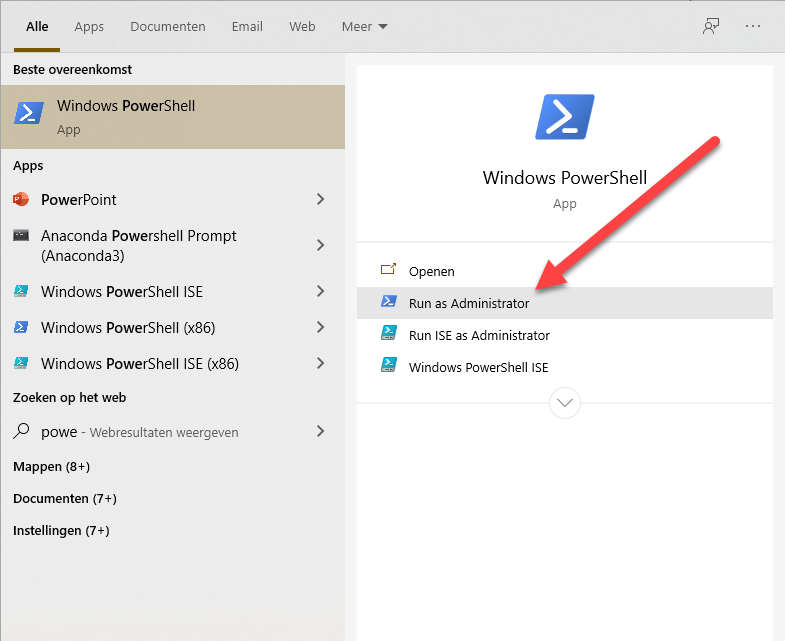 Alle Apps Documenten Email Web Meer
Beste overeenkomst
Windows PowerShell
App
Apps
PowerPoint
Anaconda Powershell Prompt
(Anaconda3)
Windows PowerShell ISE
Windows PowerShell (x86)
Windows PowerShell ISE (x86)
Zoeken op het web
powe - Webresultaten weergeven
Mappen (8+)
Documenten (7+)
Instellingen (7+)
Windows PowerShell
App
Openen
Run as Administrator
Run ISE as Administrator
Windows PowerShell ISE